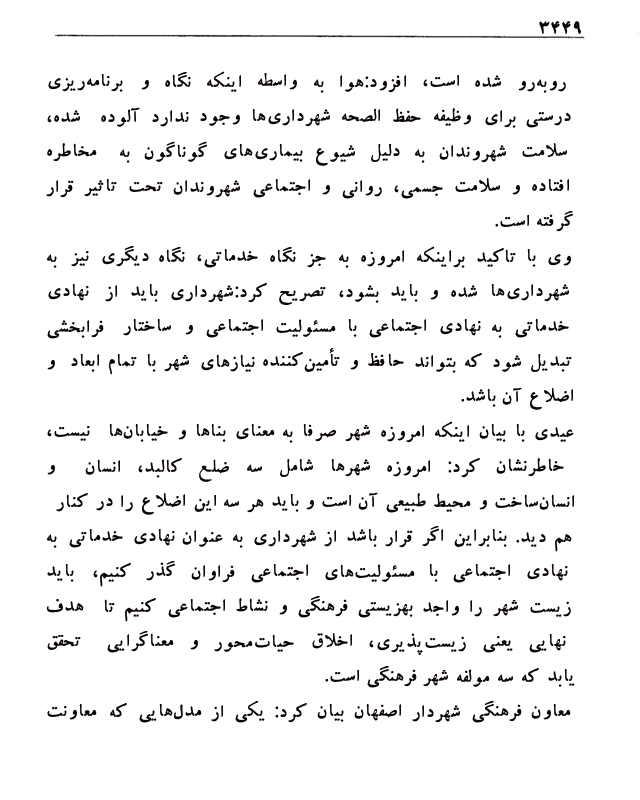 ۳۴۴۹
روبه‌رو شده است، افزود:هوا به واسطه اینکه نگاه و برنامه‌ریزی
درستی برای وظیفه حفظ الصحه شهرداری‌ها وجود ندارد آلوده شده،
سلامت شهروندان به دلیل شیوع بیماری‌های گوناگون به مخاطره
افتاده و سلامت جسمی، روانی و اجتماعی شهروندان تحت تاثیر قرار
گرفته است.
وی با تاکید براینکه امروزه به جز نگاه خدماتی، نگاه دیگری نیز به
شهرداری‌ها شده و باید بشود، تصریح کرد:شهرداری باید از نهادی
خدماتی به نهادی اجتماعی با مسئولیت اجتماعی و ساختار فرابخشی
تبدیل شود که بتواند حافظ و تأمین‌کننده نیازهای شهر با تمام ابعاد و
اضلاع آن باشد.
عیدی با بیان اینکه امروزه شهر صرفا به معنای بناها و خیابان‌ها نیست،
خاطرنشان کرد: امروزه شهرها شامل سه ضلع کالبد، انسان و
انسان‌ساخت و محیط طبیعی آن است و باید هر سه این اضلاع را در کنار
هم دید. بنابراین اگر قرار باشد از شهرداری به عنوان نهادی خدماتی به
نهادی اجتماعی با مسئولیت‌های اجتماعی فراوان گذر کنیم، باید
زیست شهر را واجد بهزیستی فرهنگی و نشاط اجتماعی کنیم تا هدف
نهایی یعنی زیست‌پذیری، اخلاق حیات‌محور و معناگرایی تحقق
یابد که سه مولفه شهر فرهنگی است.
معاون فرهنگی شهردار اصفهان بیان کرد: یکی از مدل‌هایی که معاونت